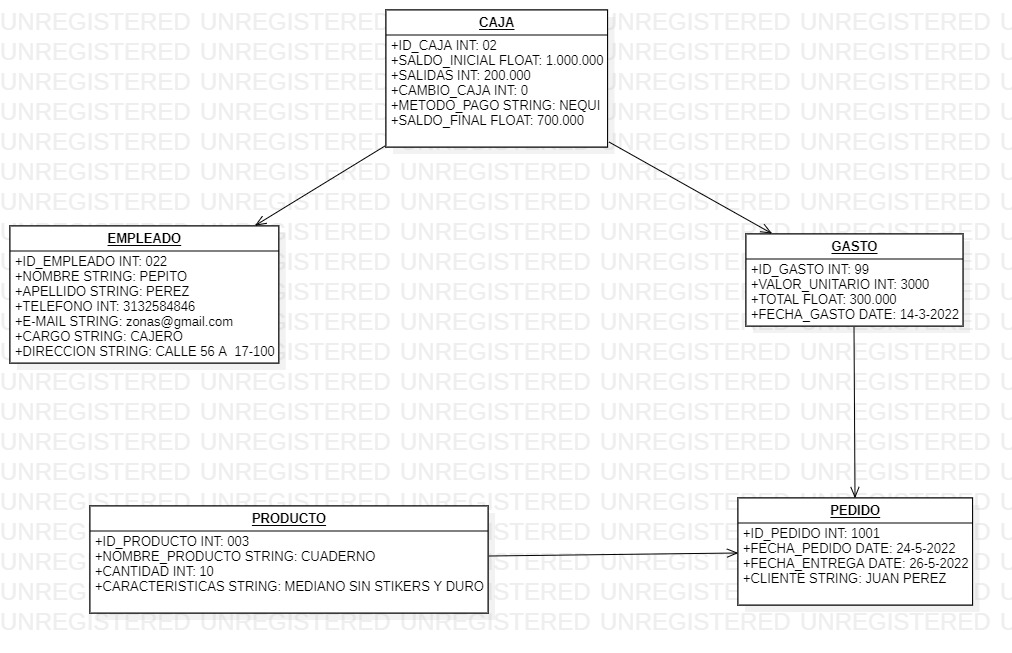 CAJA
+ID_CAJA INT: 02
+SALDO_INICIAL FLOAT: 1.000.000
+SALIDAS INT: 200.000
+CAMBIO_CAJA INT: 0
+METODO_PAGO STRING: NEQUI
+SALDO_FINAL FLOAT: 700.000
EMPLEADO
+ID_EMPLEADO INT: 022
+NOMBRE STRING: PEPITO
+APELLIDO STRING: PEREZ
+TELEFONO INT: 3132584846
+E-MAIL STRING: zonas@gmail.com
+CARGO STRING: CAJERO
+DIRECCION STRING: CALLE 56 A  17-100
GASTO
+ID_GASTO INT: 99
+VALOR_UNITARIO INT: 3000
+TOTAL FLOAT: 300.000
+FECHA_GASTO DATE: 14-3-2022
PRODUCTO
+ID_PRODUCTO INT: 003
+NOMBRE_PRODUCTO STRING: CUADERNO
+CANTIDAD INT: 10
+CARACTERISTICAS STRING: MEDIANO SIN STIKERS Y DURO
PEDIDO
+ID_PEDIDO INT: 1001
+FECHA_PEDIDO DATE: 24-5-2022
+FECHA_ENTREGA DATE: 26-5-2022
+CLIENTE STRING: JUAN PEREZ
UNREGISTERED